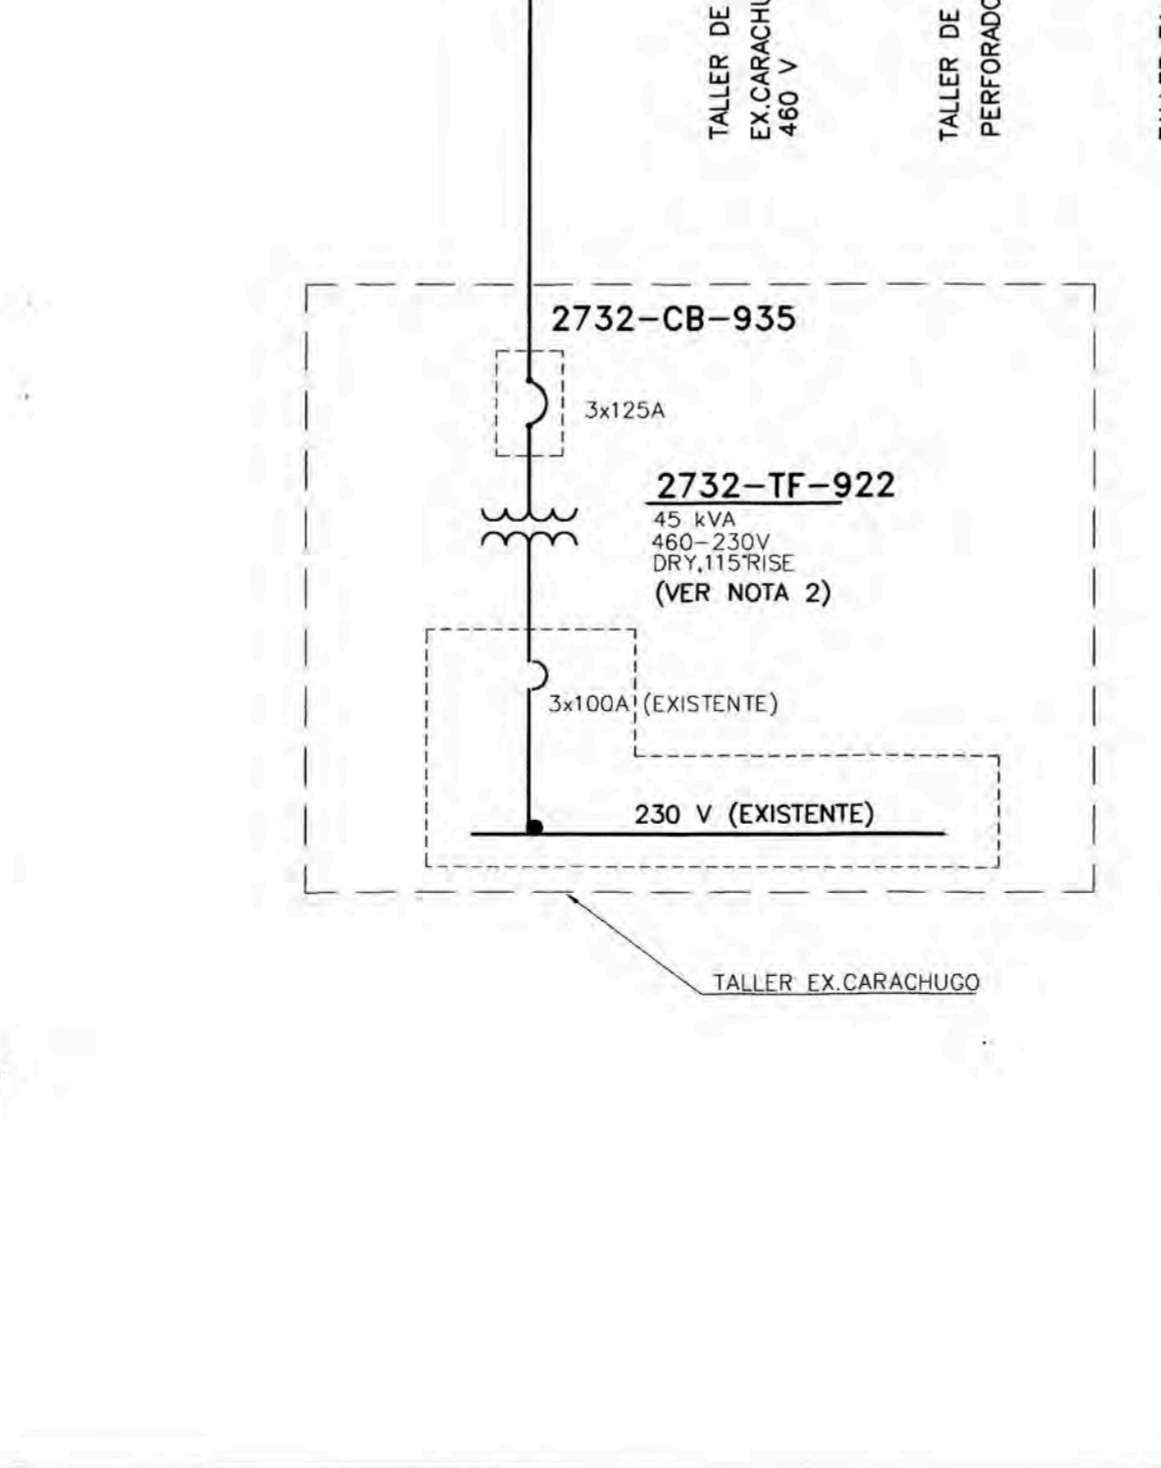 TALLER DE
EX.CARACHU
460 V
TALLER DE
PERFORADO
2732-CB-935
3x125A
2732-TF-922
45 kVA
460-230V
DRY,115°RISE
(VER NOTA 2)
3x100A (EXISTENTE)
230 V (EXISTENTE)
TALLER EX.CARACHUGO